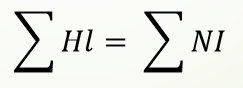 ∑ Hl = ∑ NI